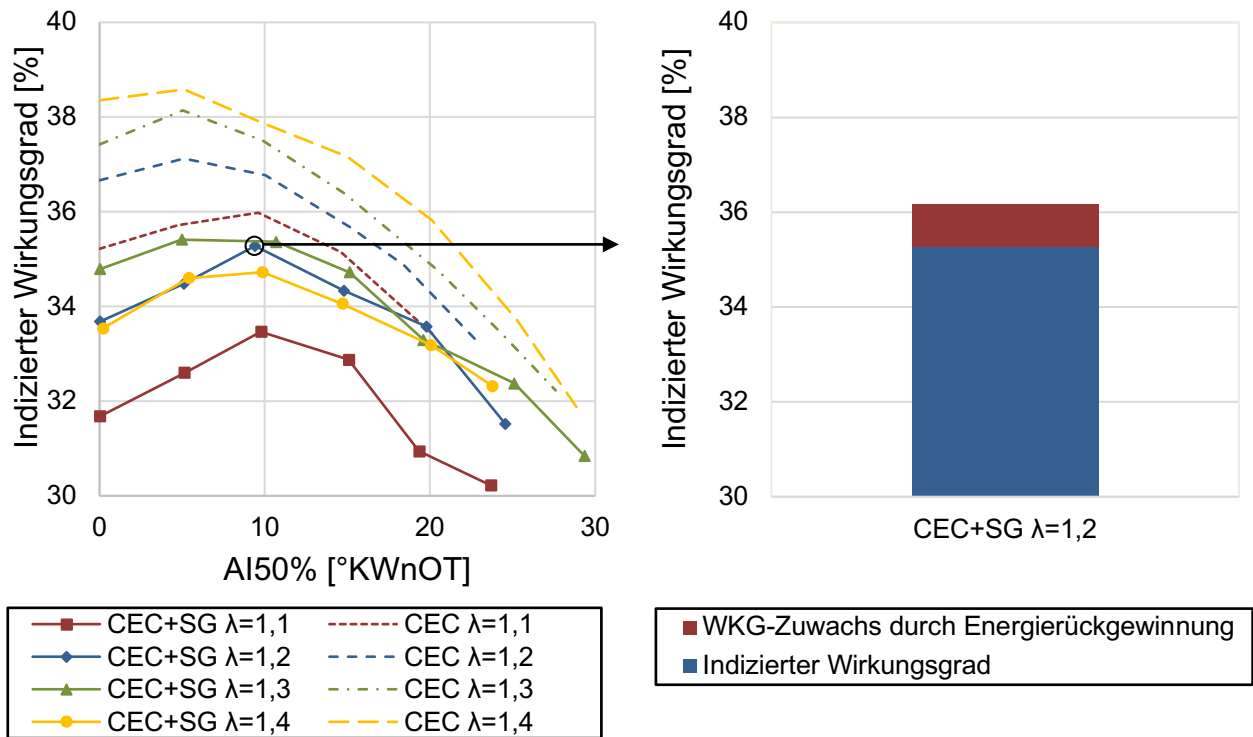 Indizierter Wirkungsgrad [%]
40
38
36
34
32
30
0
10
20
30
AI50% [°KWnOT]
CEC+SG λ=1,1
CEC λ=1,1
CEC+SG λ=1,2
CEC λ=1,2
CEC+SG λ=1,3
CEC λ=1,3
CEC+SG λ=1,4
CEC λ=1,4
Indizierter Wirkungsgrad [%]
40
38
36
34
32
30
CEC+SG λ=1,2
WKG-Zuwachs durch Energierückgewinnung
Indizierter Wirkungsgrad